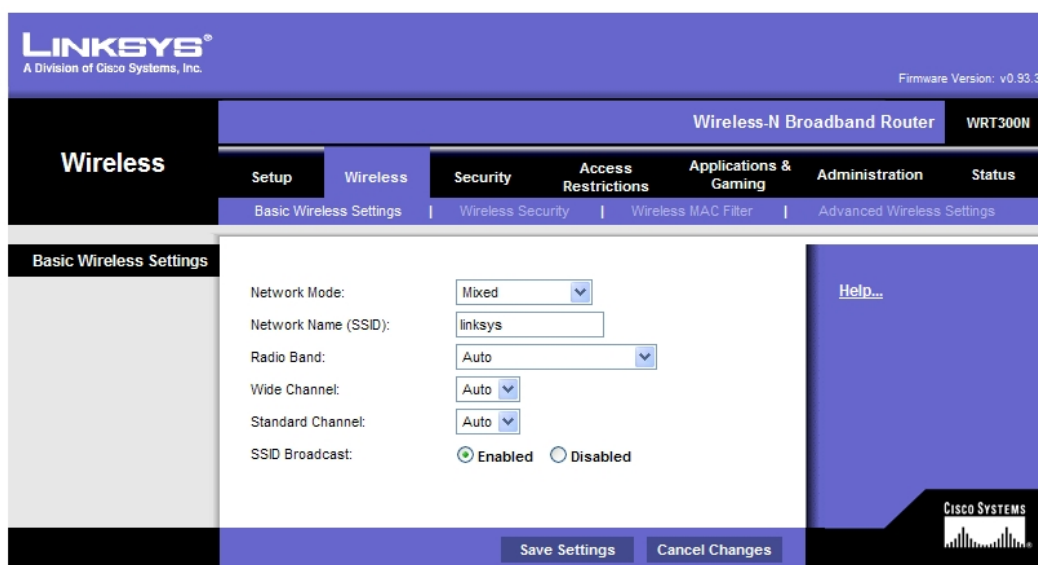 LINKSYS®
A Division of Cisco Systems, Inc.
Firmware Version: v0.93.3
Wireless-N Broadband Router WRT300N
Wireless
Setup Wireless Security Access Restrictions Applications & Gaming Administration Status
Basic Wireless Settings | Wireless Security | Wireless MAC Filter | Advanced Wireless Settings
Basic Wireless Settings
Help...
Network Mode: Mixed
Network Name (SSID): linksys
Radio Band: Auto
Wide Channel: Auto
Standard Channel: Auto
SSID Broadcast: Enabled Disabled
CISCO SYSTEMS
Save Settings Cancel Changes